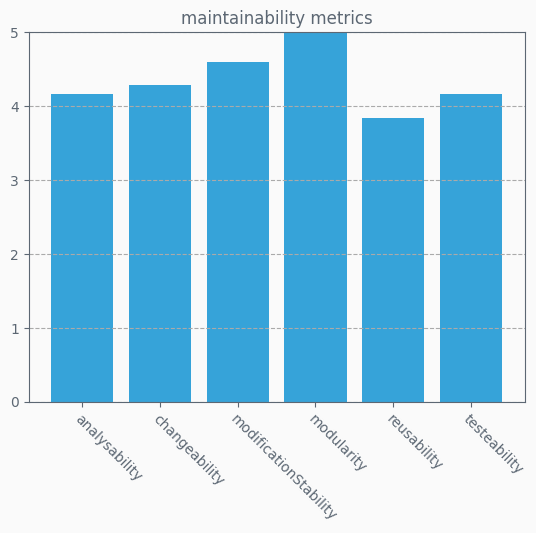 maintainability metrics
5
4
3
2
1
0
analysability
changeability
modificationStability
modularity
reusability
testeability